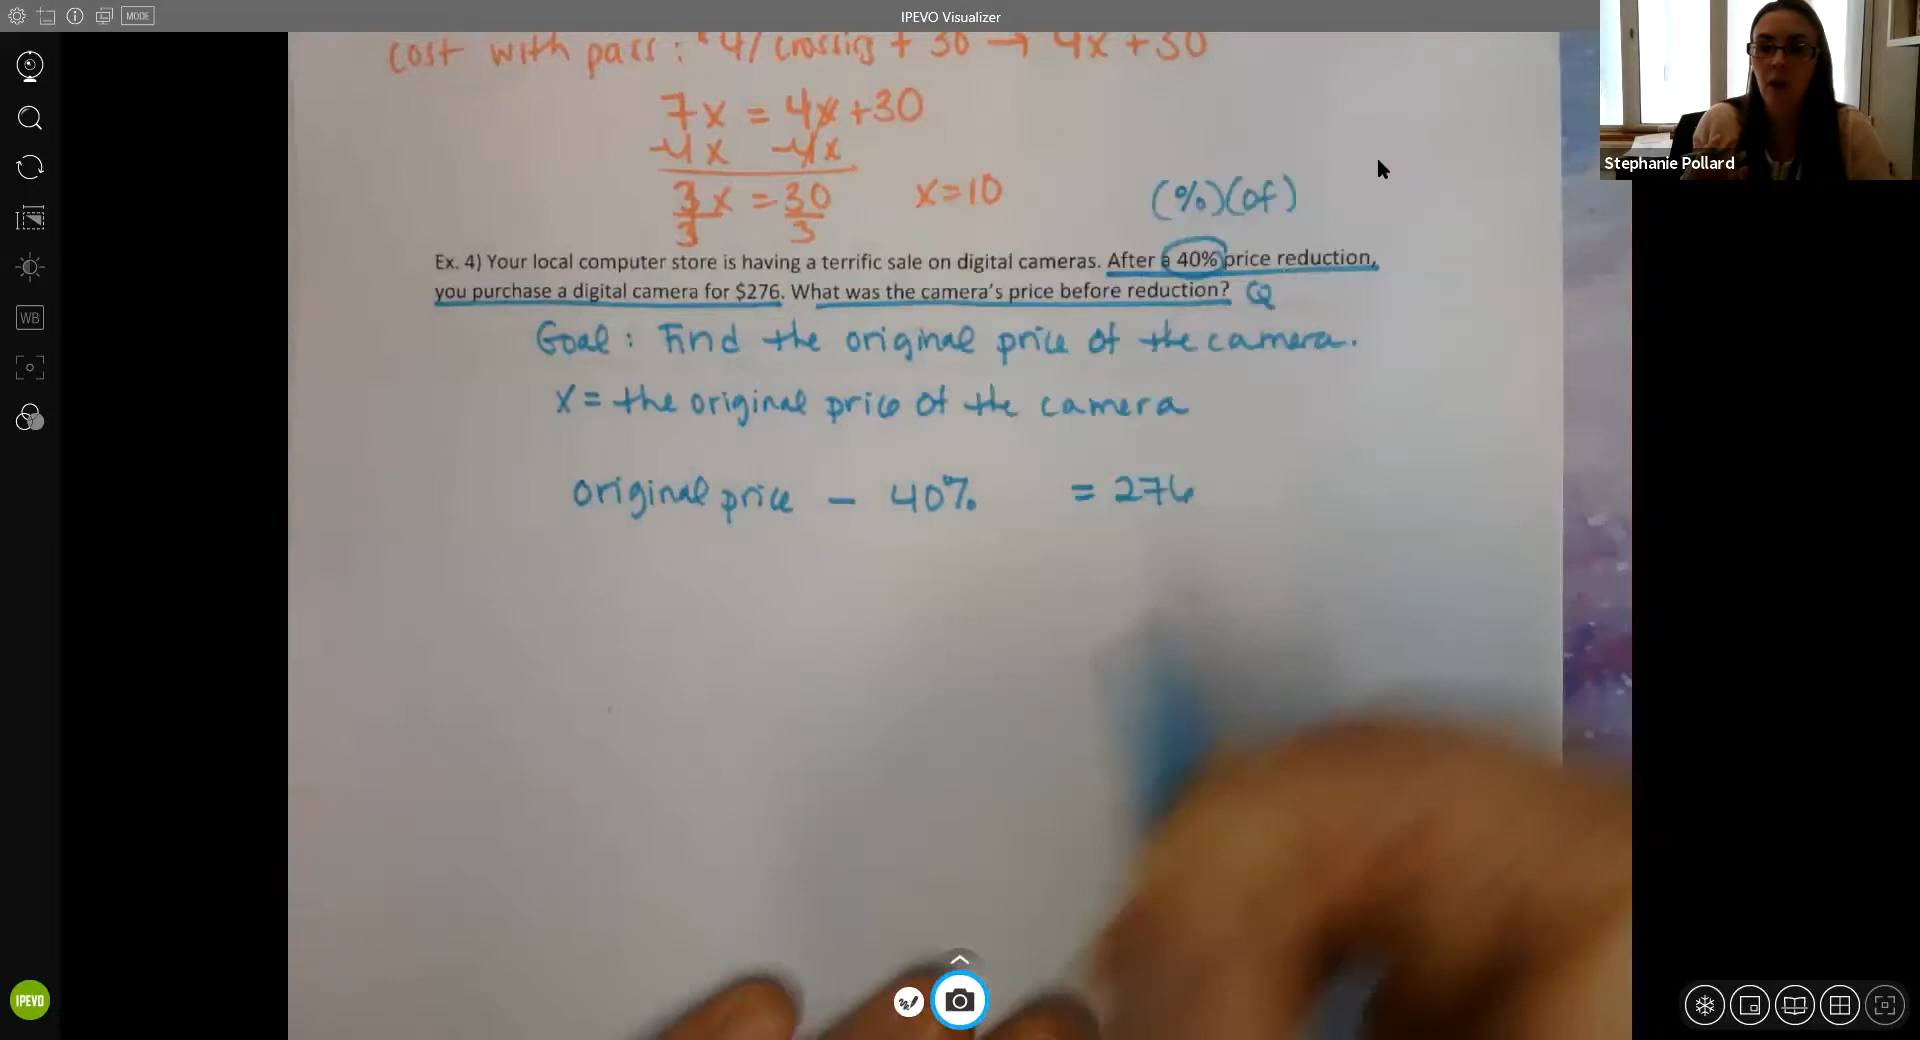 MODE
IPEVO Visualizer
Cost with pass: $4/crossing + 30 → 4x + 30
7x = 4x + 30
-4x -4x
3x = 30 x = 10
3 3
(%)(of)
Ex. 4) Your local computer store is having a terrific sale on digital cameras. After a 40% price reduction,
you purchase a digital camera for $276. What was the camera's price before reduction? CQ
Goal: Find the original price of the camera.
x = the original price of the camera
original price - 40% = 276
Stephanie Pollard
WB
IPEVO